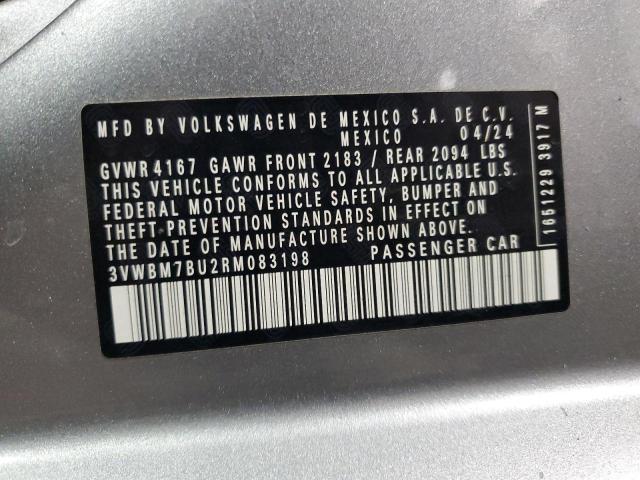 MFD BY VOLKSWAGEN DE MEXICO S.A. DE C.V.
MEXICO 04/24
GVWR 4167 GAWR FRONT 2183 / REAR 2094 LBS
THIS VEHICLE CONFORMS TO ALL APPLICABLE U.S.
FEDERAL MOTOR VEHICLE SAFETY, BUMPER AND
THEFT-PREVENTION STANDARDS IN EFFECT ON
THE DATE OF MANUFACTURE SHOWN ABOVE.
3VWBM7BU2RM083198 PASSENGER CAR
1651229 3917 M